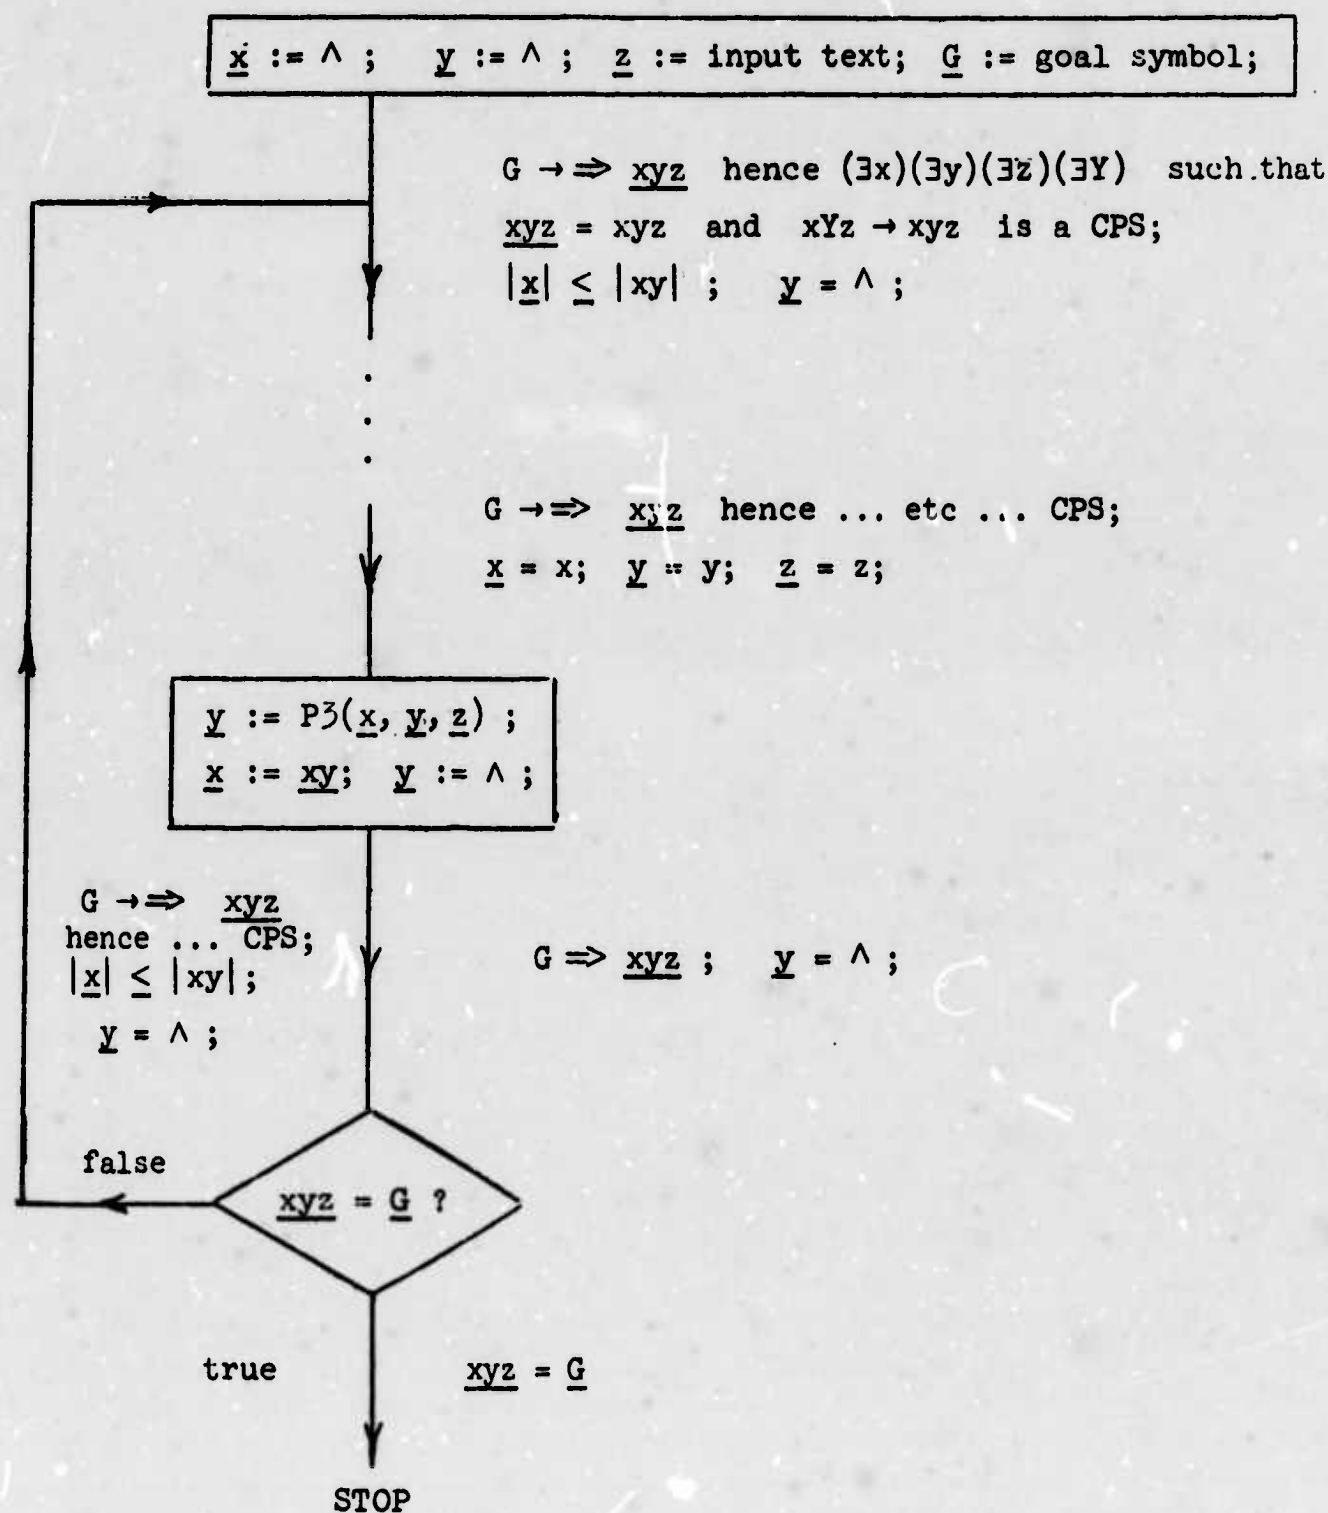 x := ∧ ; y := ∧ ; z := input text; G := goal symbol;
G → ⇒ xyz hence (∃x)(∃y)(∃z)(∃Y) such that
xyz = xyz and xYz → xyz is a CPS;
|x| ≤ |xy| ; y = ∧ ;
.
.
.
G → ⇒ xyz hence ... etc ... CPS;
x = x; y = y; z = z;
y := P3(x, y, z) ;
x := xy; y := ∧ ;
G → ⇒ xyz
hence ... CPS;
|x| ≤ |xy|;
y = ∧ ;
G ⇒ xyz ; y = ∧ ;
false
xyz = G ?
true
xyz = G
STOP